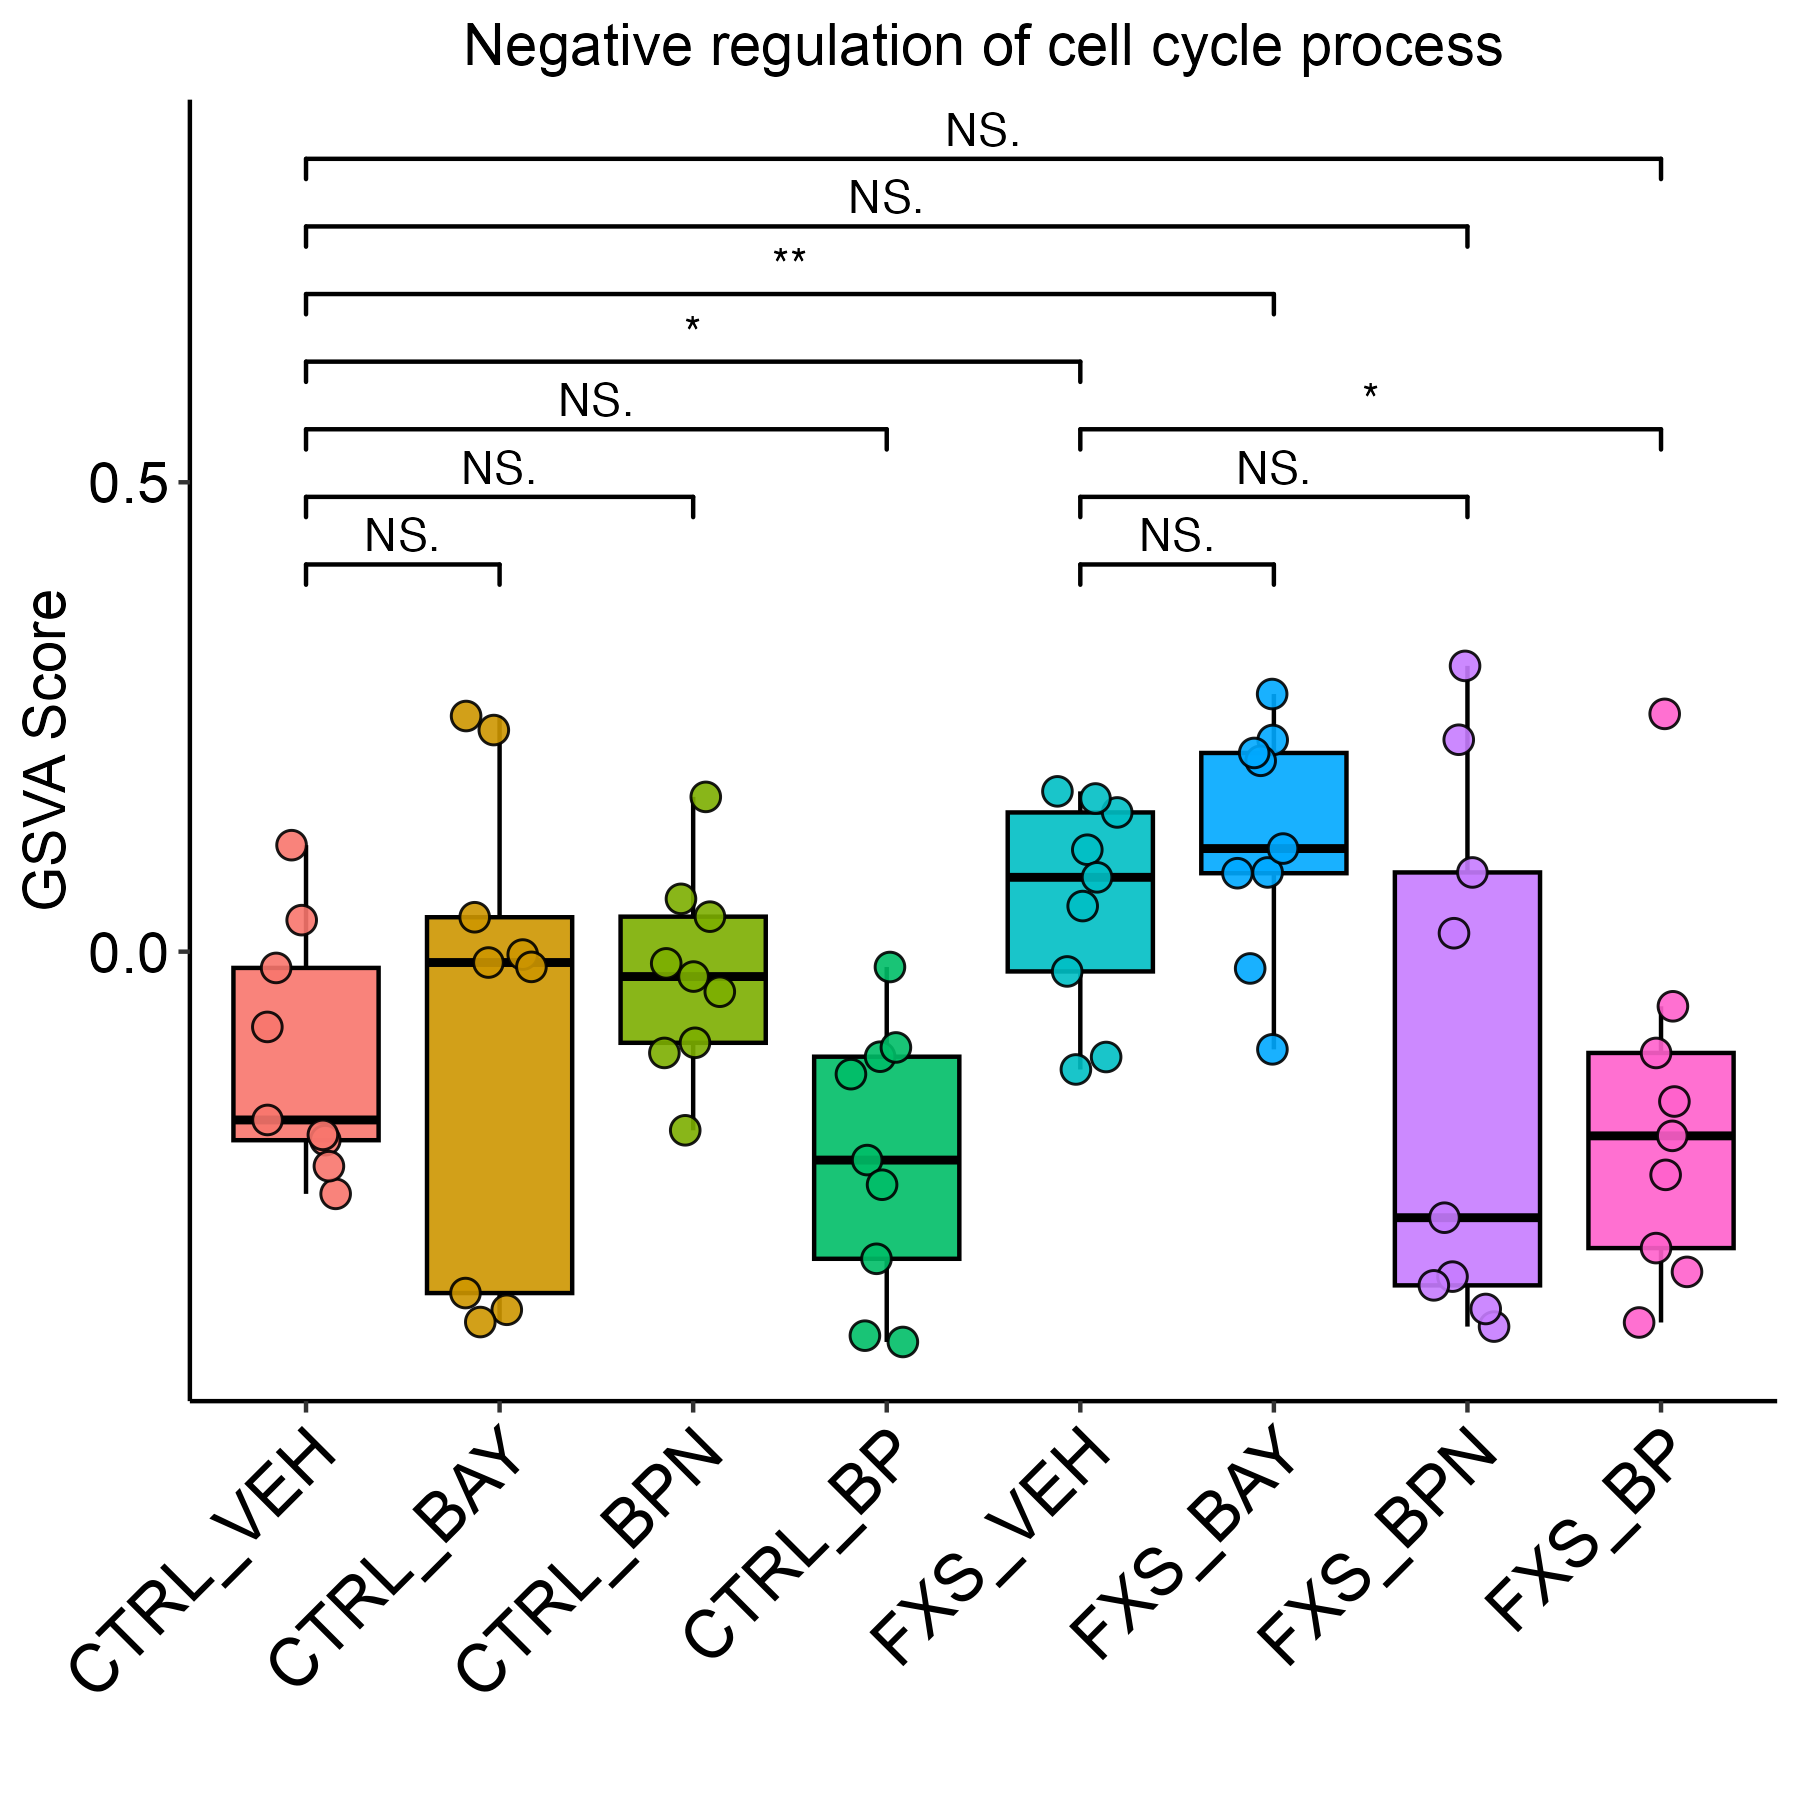 Negative regulation of cell cycle process
NS.
NS.
**
*
NS.
*
NS.
NS.
NS.
NS.
0.5
0.0
GSVA Score
CTRL_VEH
CTRL_BAY
CTRL_BPN
CTRL_BP
FXS_VEH
FXS_BAY
FXS_BPN
FXS_BP